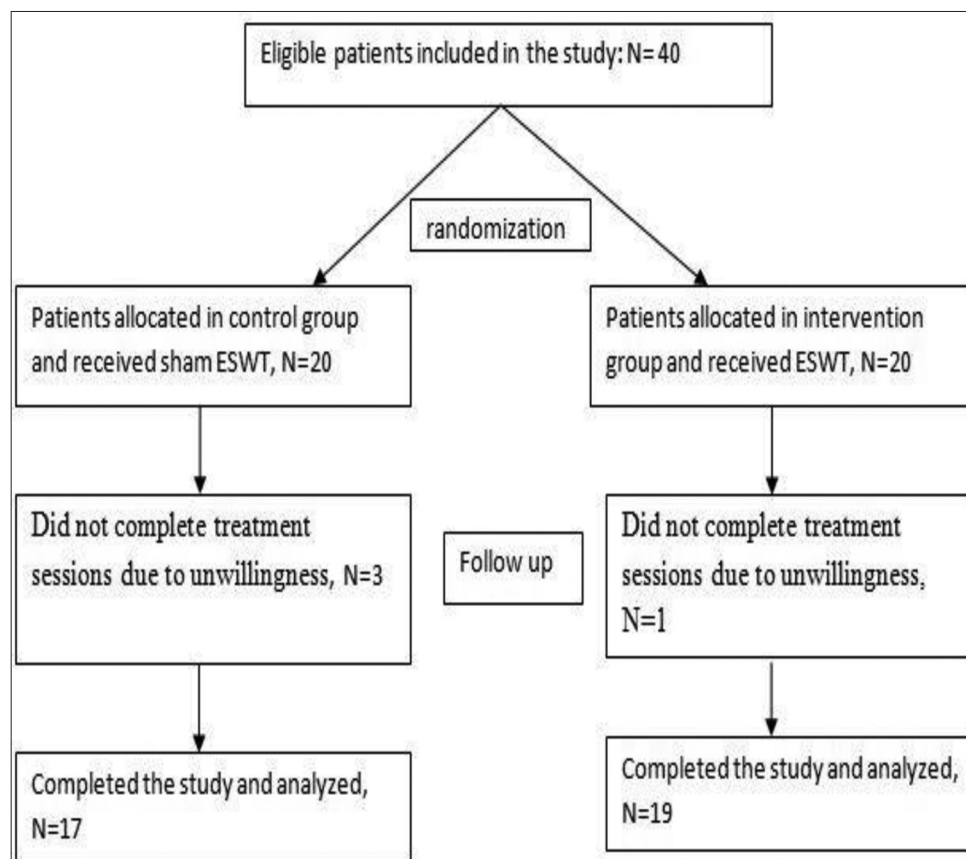 Eligible patients included in the study: N= 40
randomization
Patients allocated in control group
and received sham ESWT, N=20
Patients allocated in intervention
group and received ESWT, N=20
Did not complete treatment
sessions due to unwillingness, N=3
Follow up
Did not complete treatment
sessions due to unwillingness,
N=1
Completed the study and analyzed,
N=17
Completed the study and analyzed,
N=19